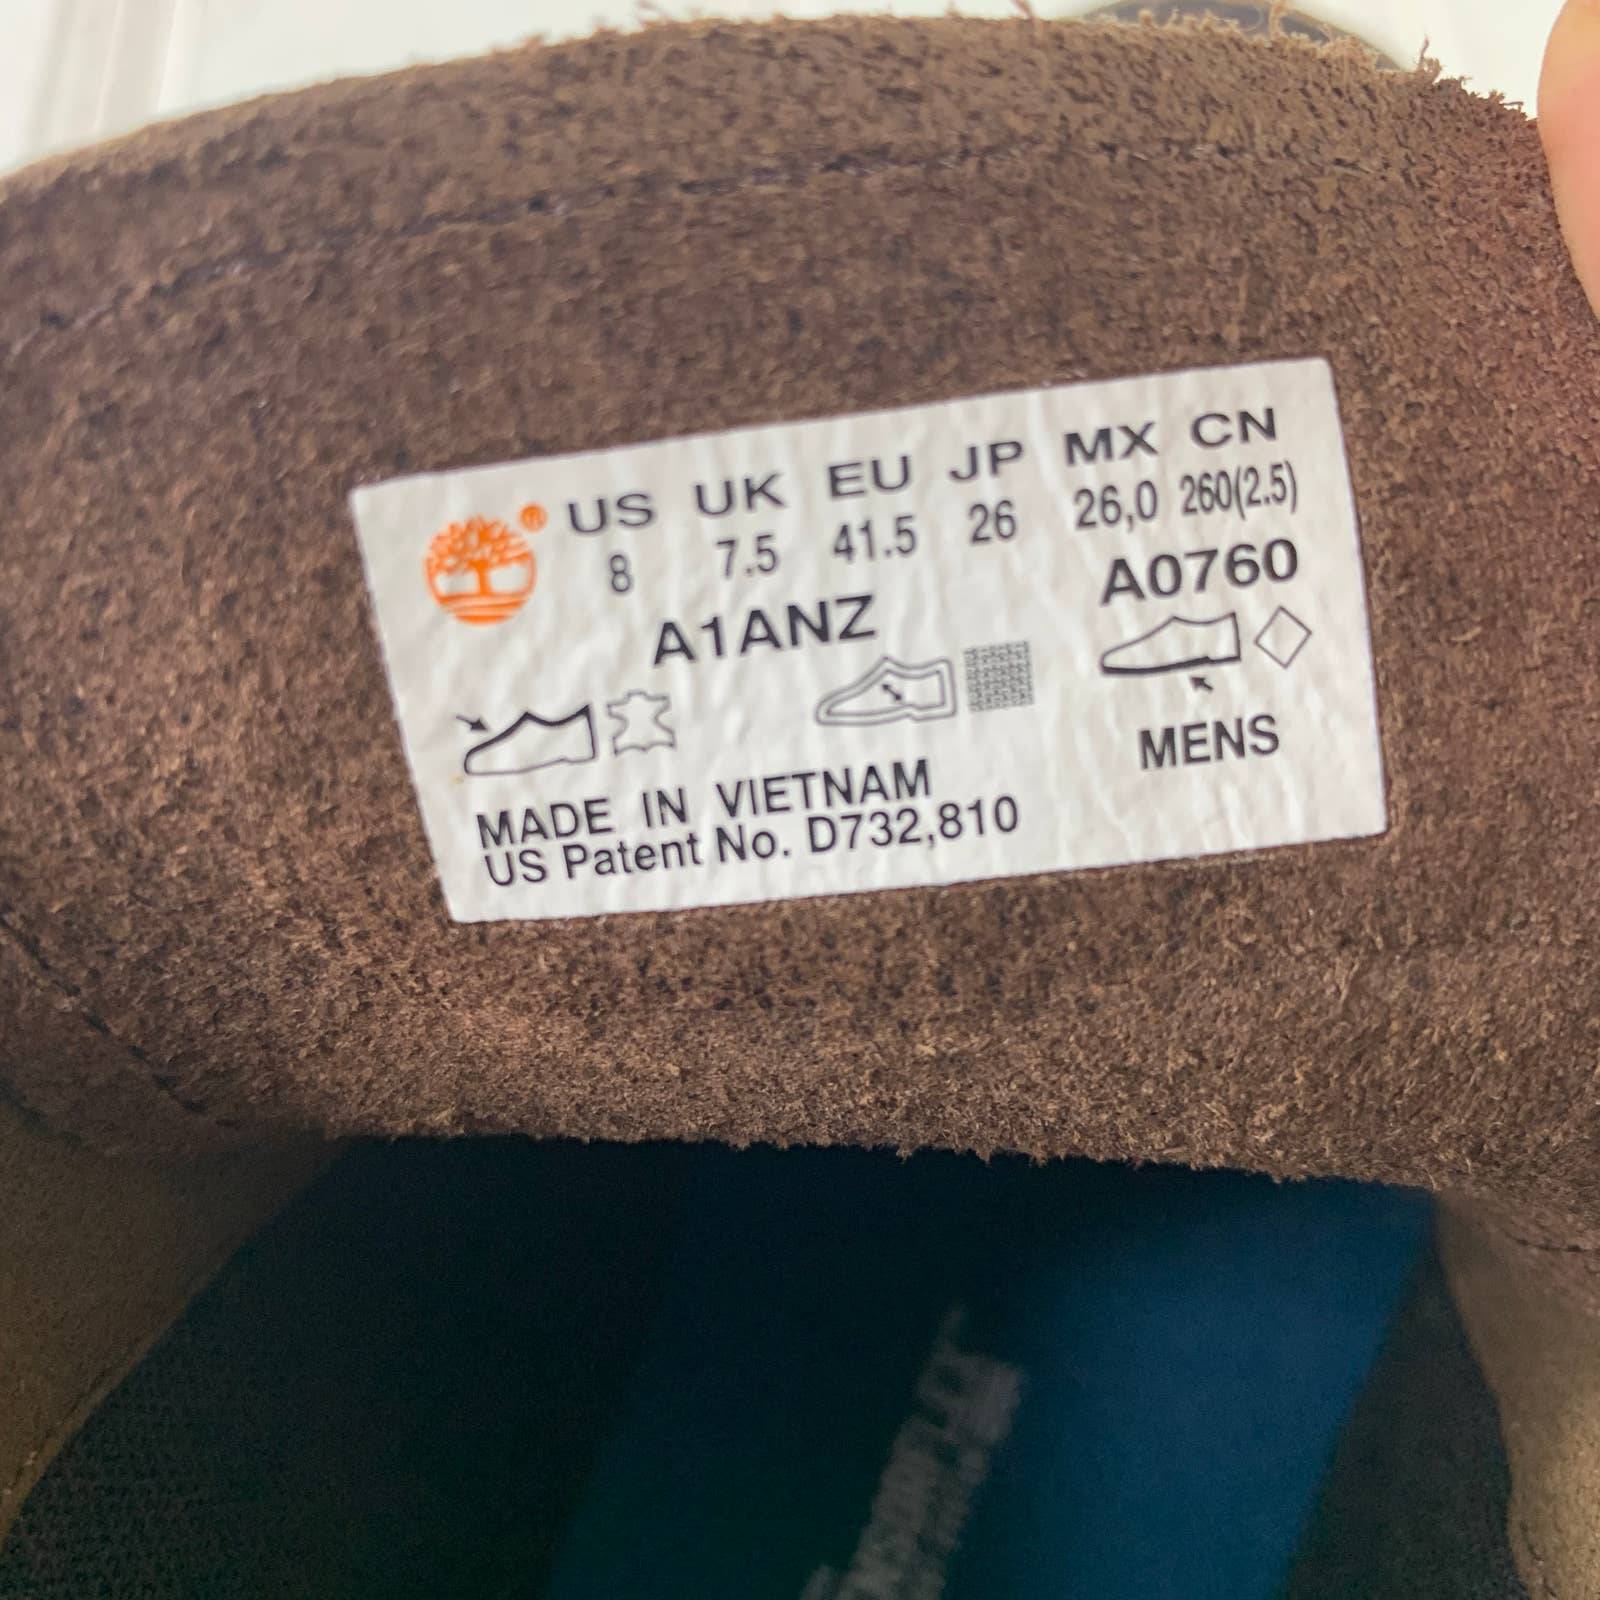 ® US UK EU JP MX CN
8 7.5 41.5 26 26,0 260(2.5)
A1ANZ A0760
MENS
MADE IN VIETNAM
US Patent No. D732,810